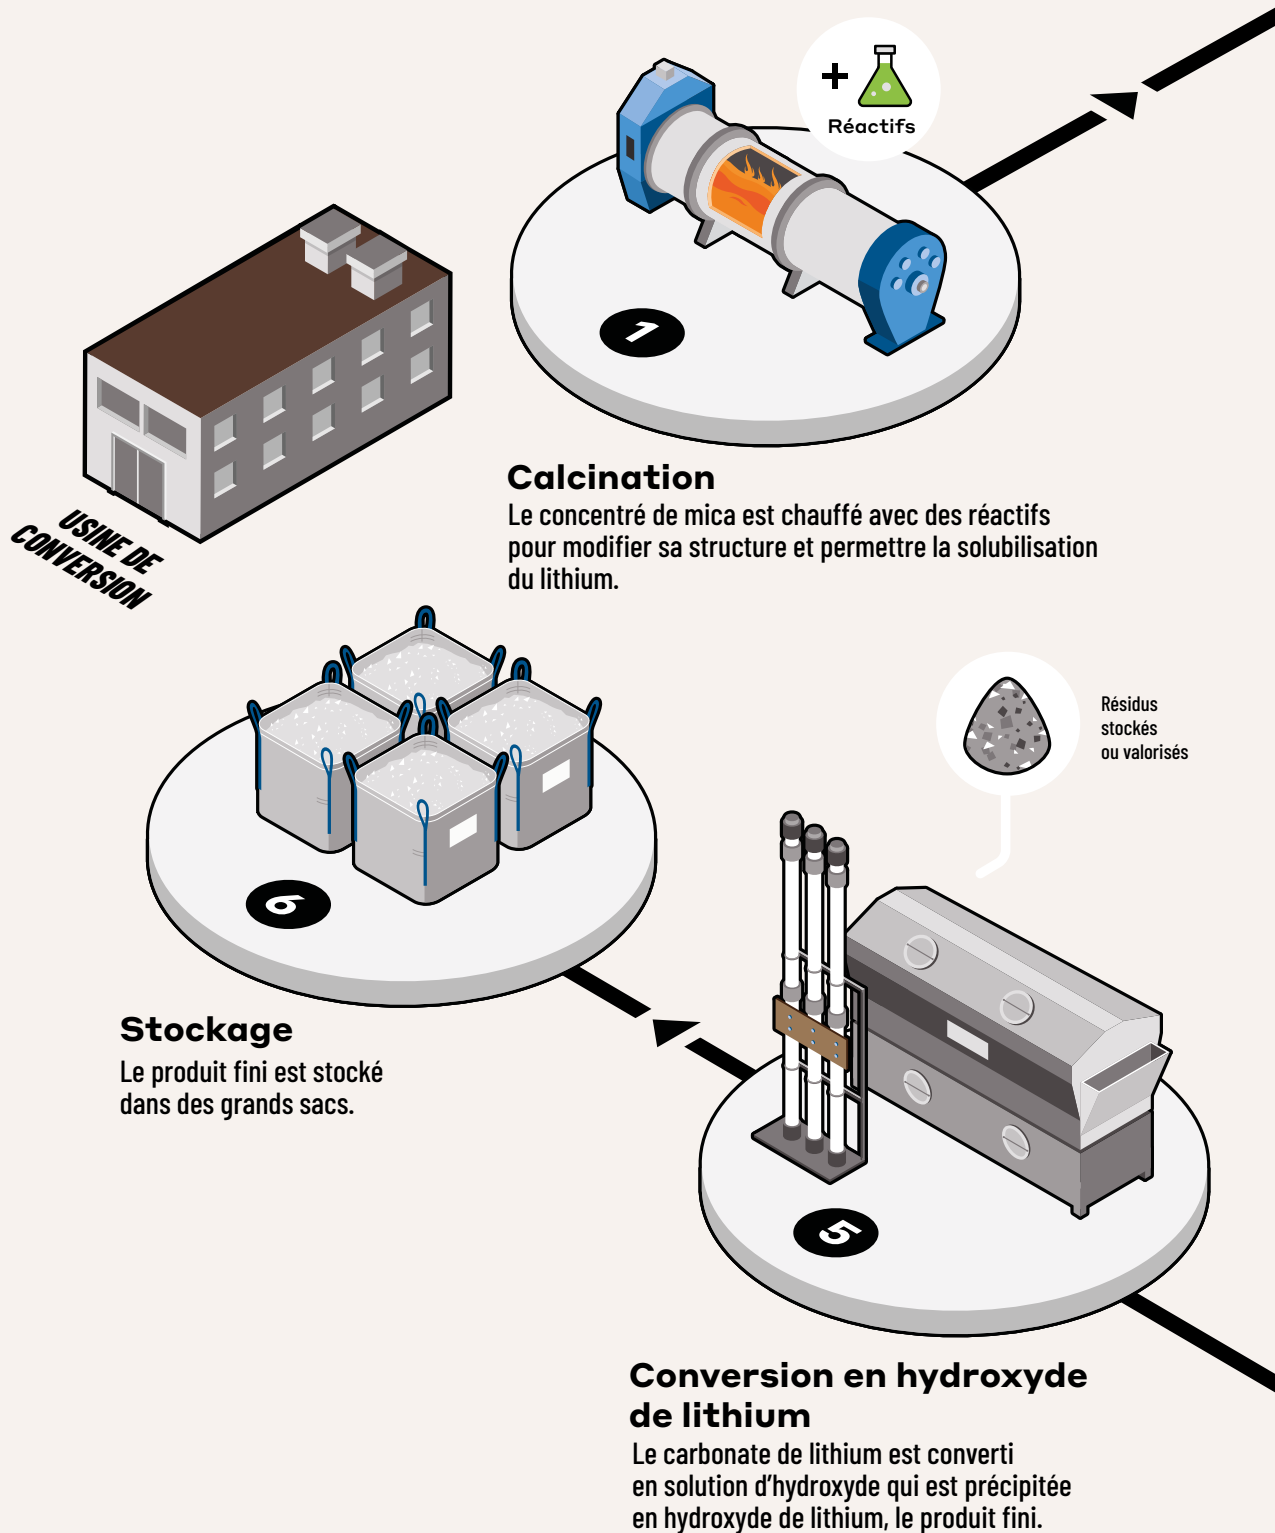 +
Réactifs
1
Calcination
Le concentré de mica est chauffé avec des réactifs
pour modifier sa structure et permettre la solubilisation
du lithium.
USINE DE
CONVERSION
Résidus
stockés
ou valorisés
6
Stockage
Le produit fini est stocké
dans des grands sacs.
5
Conversion en hydroxyde
de lithium
Le carbonate de lithium est converti
en solution d’hydroxyde qui est précipitée
en hydroxyde de lithium, le produit fini.